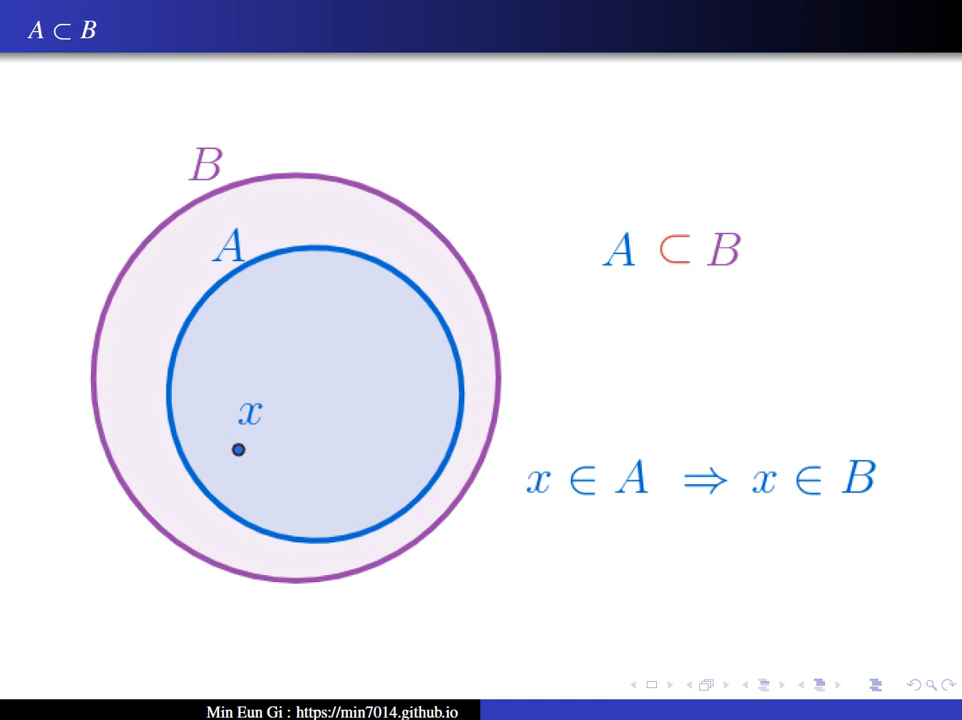 A ⊂ B
B
A
A ⊂ B
x
x ∈ A ⇒ x ∈ B
Min Eun Gi : https://min7014.github.io